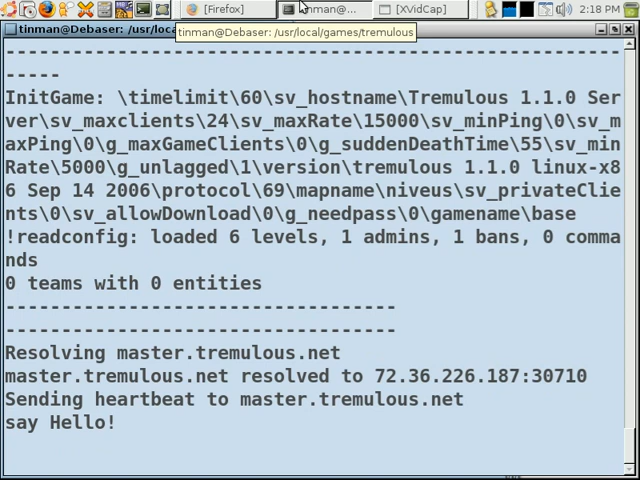 [Firefox]
tinman@...
[XVidCap]
2:18 PM
tinman@Debaser: /usr/loca
tinman@Debaser: /usr/local/games/tremulous
-----------------------------------------------------
-----
InitGame: \timelimit\60\sv_hostname\Tremulous 1.1.0 Ser
ver\sv_maxclients\24\sv_maxRate\15000\sv_minPing\0\sv_m
axPing\0\g_maxGameClients\0\g_suddenDeathTime\55\sv_min
Rate\5000\g_unlagged\1\version\tremulous 1.1.0 linux-x8
6 Sep 14 2006\protocol\69\mapname\niveus\sv_privateClie
nts\0\sv_allowDownload\0\g_needpass\0\gamename\base
!readconfig: loaded 6 levels, 1 admins, 1 bans, 0 comma
nds
0 teams with 0 entities
-----------------------------------
-----------------------------------
Resolving master.tremulous.net
master.tremulous.net resolved to 72.36.226.187:30710
Sending heartbeat to master.tremulous.net
say Hello!